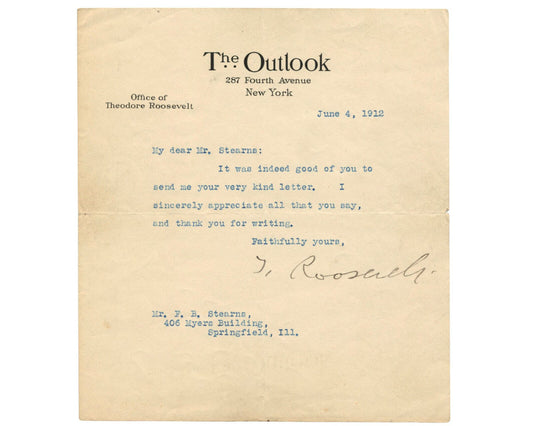 The Outlook
287 Fourth Avenue
New York
Office of
Theodore Roosevelt
June 4, 1912
My dear Mr. Stearns:
It was indeed good of you to
send me your very kind letter. I
sincerely appreciate all that you say,
and thank you for writing.
Faithfully yours,
T. Roosevelt.
Mr. F. B. Stearns,
406 Myers Building,
Springfield, Ill.